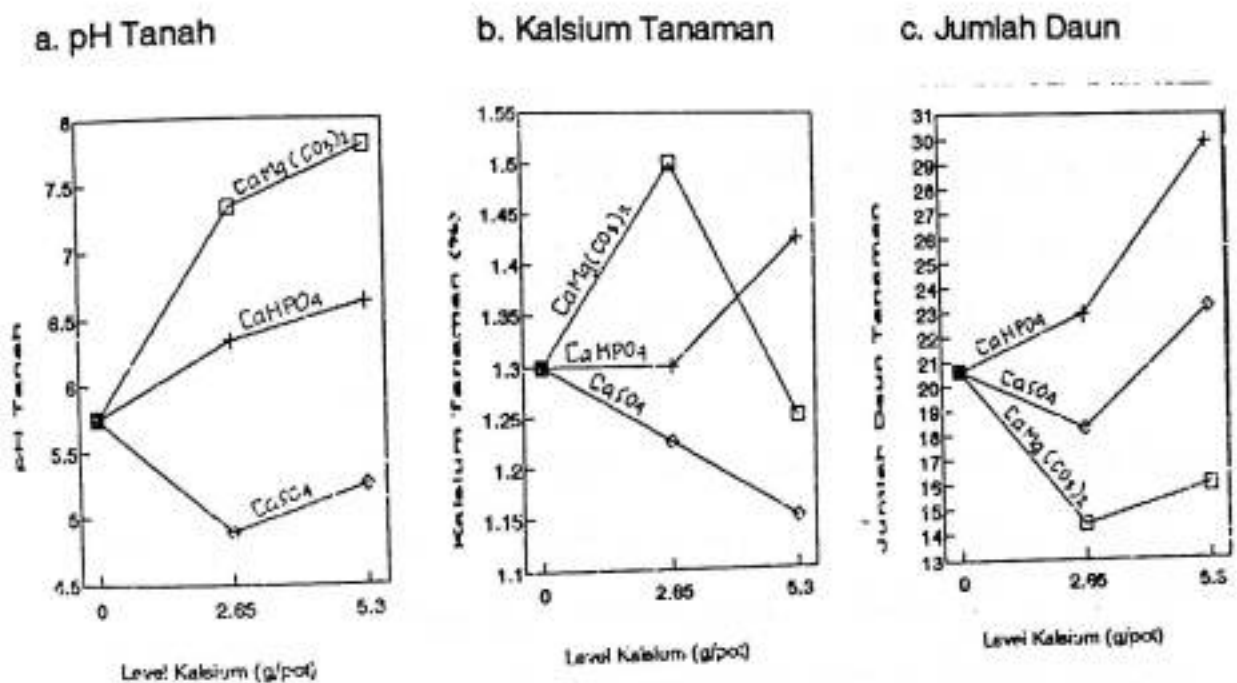 a. pH Tanah
8
7.5
7
6.5
6
5.5
5
4.5
pH Tanah
CaMg(CO3)2
CaHPO4
CaSO4
0
2.65
5.3
Level Kalsium (g/pot)
b. Kalsium Tanaman
1.55
1.5
1.45
1.4
1.35
1.3
1.25
1.2
1.15
1.1
Kalsium Tanaman (%)
CaMg(CO3)2
CaHPO4
CaSO4
0
2.65
5.3
Level Kalsium (g/pot)
c. Jumlah Daun
31
30
29
28
27
26
25
24
23
22
21
20
19
18
17
16
15
14
13
Jumlah Daun Tanaman
CaHPO4
CaSO4
CaMg(CO3)2
0
2.65
5.3
Level Kalsium (g/pot)